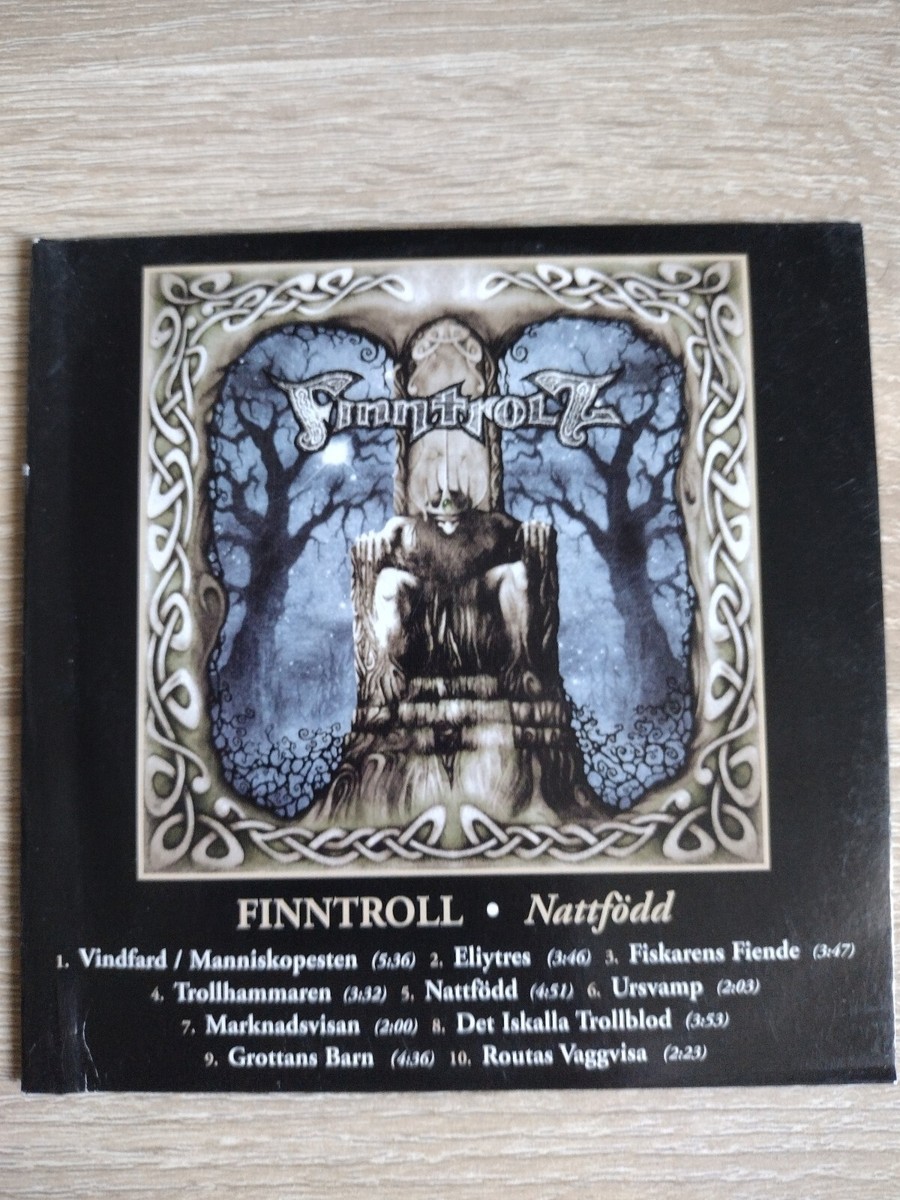 Finntroll
FINNTROLL • Nattfödd
1. Vindfard / Manniskopesten (5:36) 2. Eliytres (3:46) 3. Fiskarens Fiende (3:47)
4. Trollhammaren (3:32) 5. Nattfödd (4:51) 6. Ursvamp (2:03)
7. Marknadsvisan (2:00) 8. Det Iskalla Trollblod (3:53)
9. Grottans Barn (4:36) 10. Routas Vaggvisa (2:23)